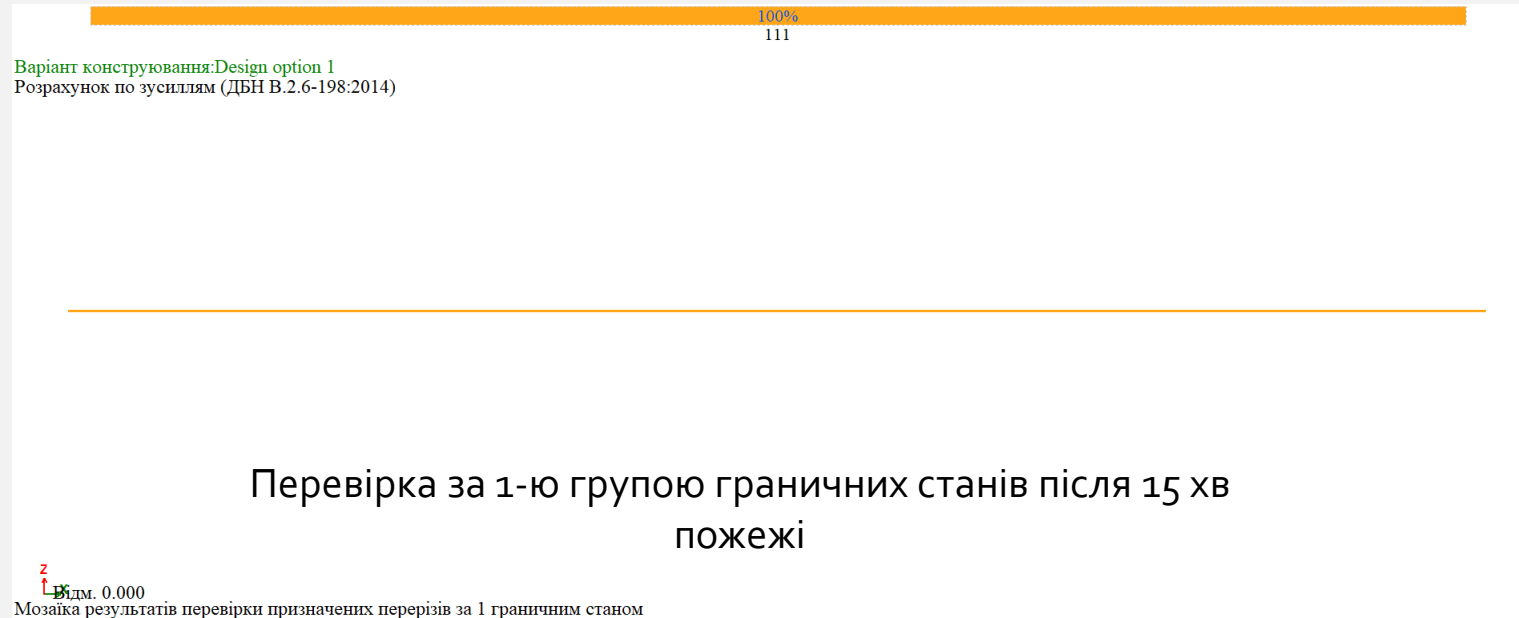 100%
111
Варіант конструювання:Design option 1
Розрахунок по зусиллям (ДБН В.2.6-198:2014)
Перевірка за 1-ю групою граничних станів після 15 хв
пожежі
Z
X
Відм. 0.000
Мозаїка результатів перевірки призначених перерізів за 1 граничним станом